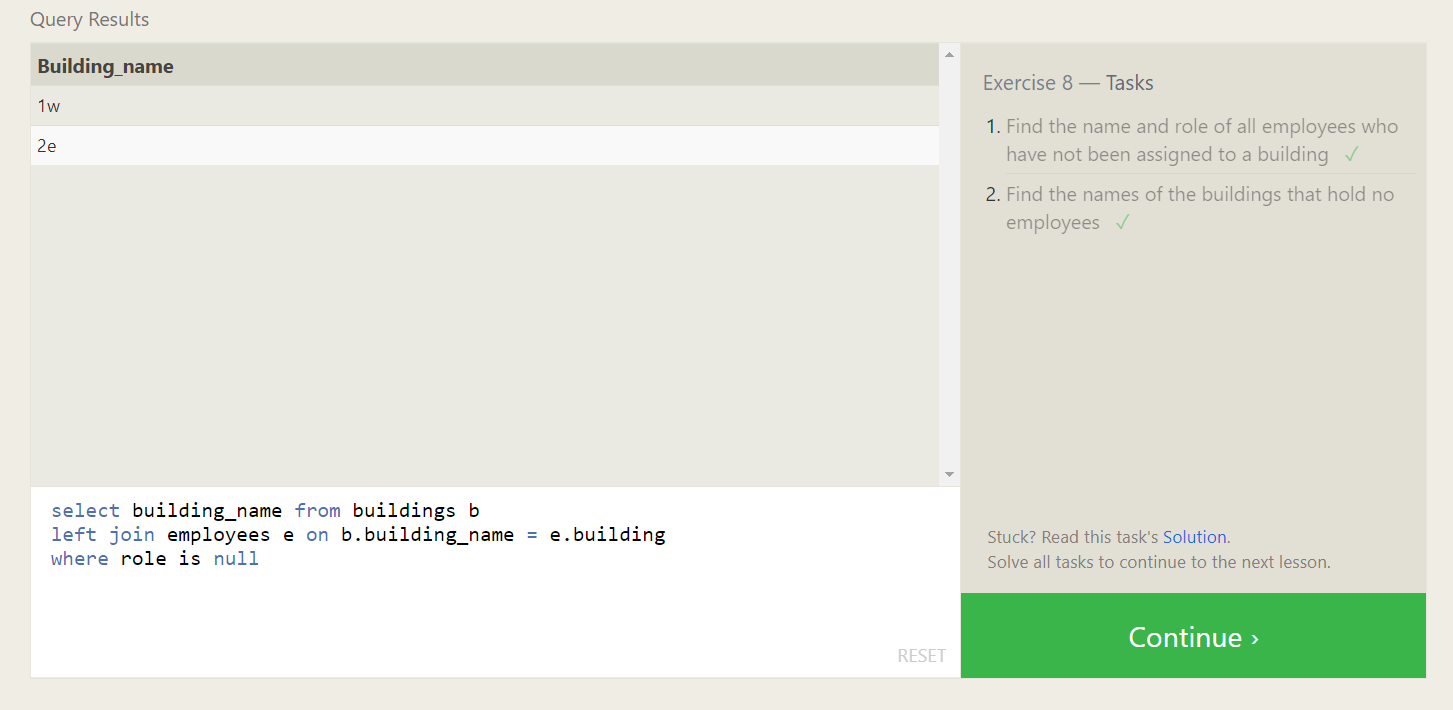 Query Results
Building_name
1w
2e
select building_name from buildings b
left join employees e on b.building_name = e.building
where role is null
RESET
Exercise 8 — Tasks
1. Find the name and role of all employees who
have not been assigned to a building ✓
2. Find the names of the buildings that hold no
employees ✓
Stuck? Read this task's Solution.
Solve all tasks to continue to the next lesson.
Continue ›